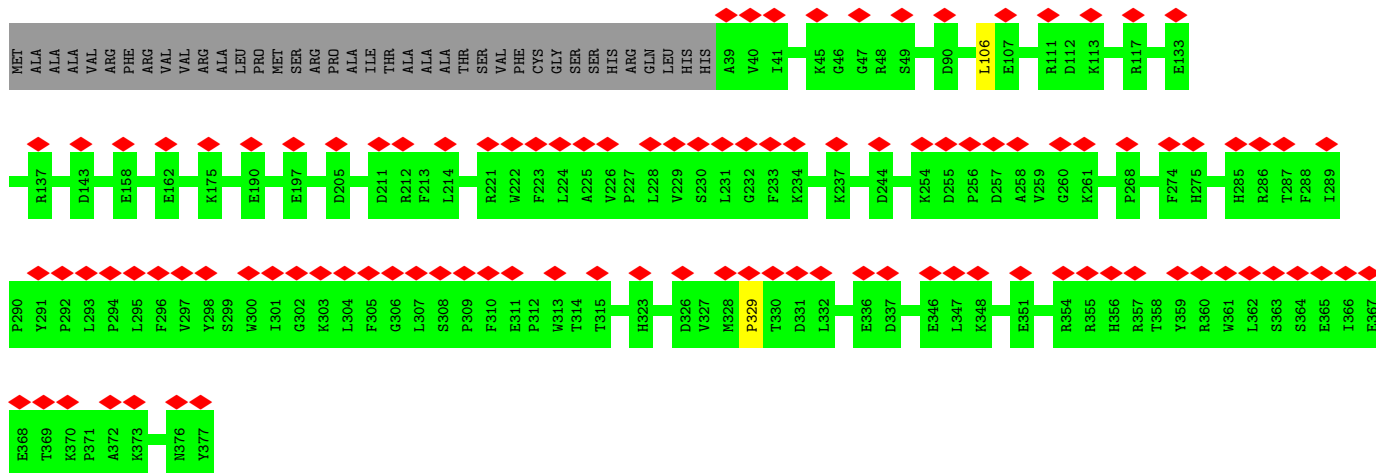 MET ALA ALA ALA VAL ARG PHE ARG VAL VAL ARG ALA LEU PRO MET SER ARG PRO ALA ILE THR ALA ALA ALA THR SER VAL PHE CYS GLY SER SER HIS ARG GLN LEU HIS HIS A39 V40 I41 K45 G46 G47 R48 S49 D90 L106 E107 R111 D112 K113 R117 E133
R137 D143 E158 E162 K175 E190 E197 D205 D211 R212 F213 L214 R221 W222 F223 L224 A225 V226 P227 L228 V229 S230 L231 G232 F233 K234 K237 D244 K254 D255 P256 D257 A258 V259 G260 K261 P268 F274 H275 H285 R286 T287 F288 I289
P290 Y291 P292 L293 P294 L295 F296 V297 Y298 S299 W300 I301 G302 K303 L304 F305 G306 L307 S308 P309 F310 E311 P312 W313 T314 T315 H323 D326 V327 M328 P329 T330 D331 L332 E336 D337 E346 L347 K348 E351 R354 R355 H356 R357 T358 Y359 R360 W361 L362 S363 S364 E365 I366 E367
E368 T369 K370 P371 A372 K373 N376 Y377